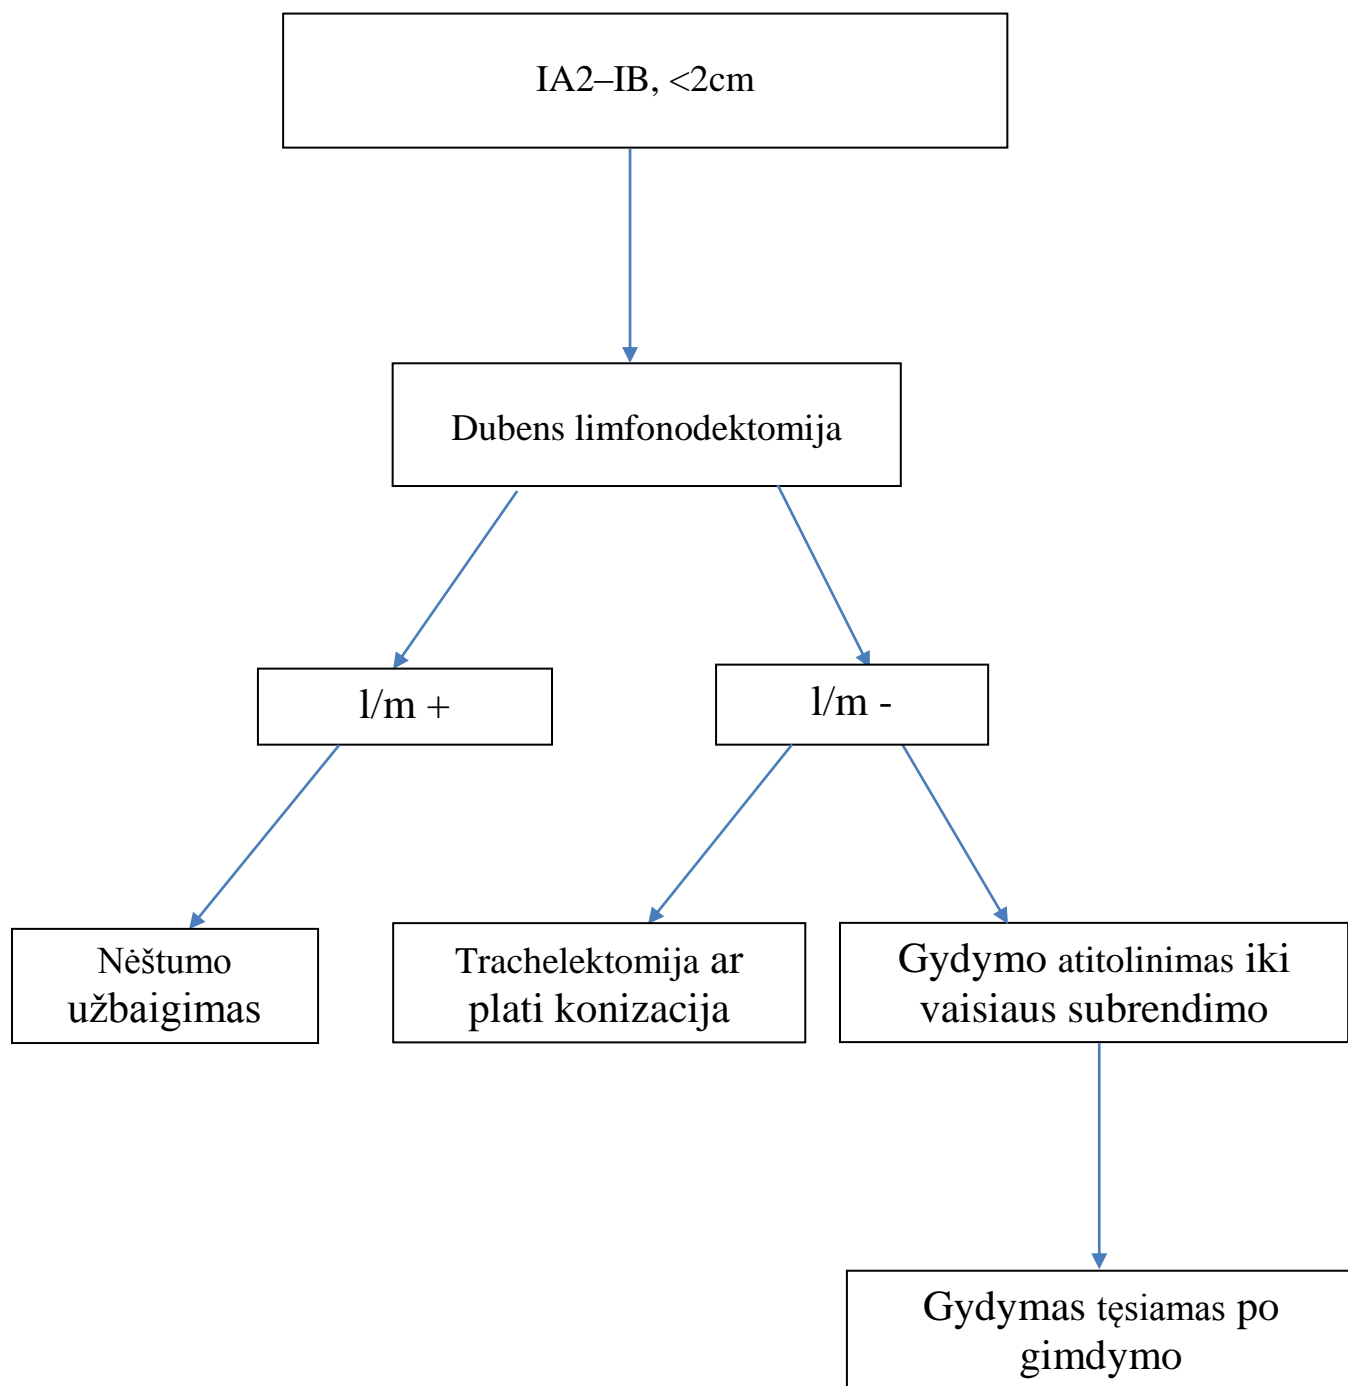 IA2–IB, <2cm
Dubens limfonodektomija
l/m +
l/m -
Nėštumo
užbaigimas
Trachelektomija ar
plati konizacija
Gydymo atitolinimas iki
vaisiaus subrendimo
Gydymas tęsiamas po
gimdymo